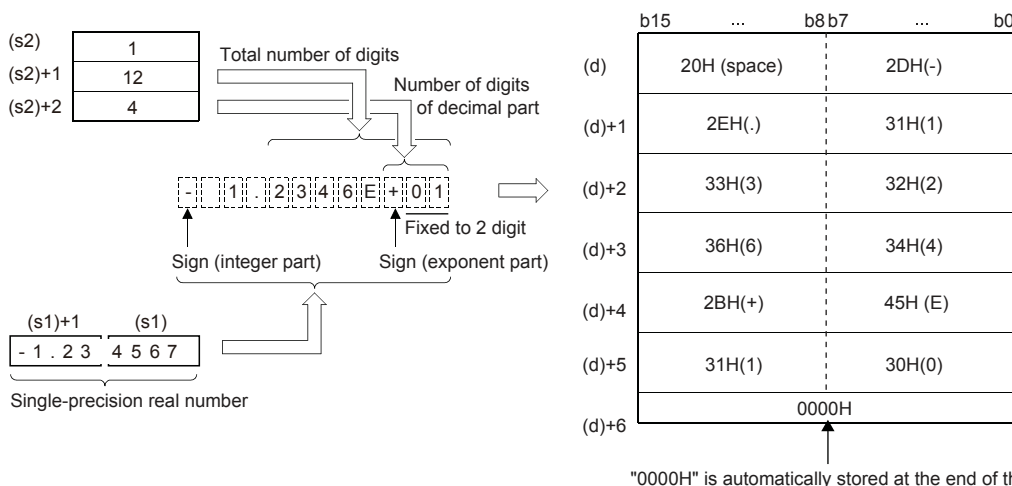 (s2) 1
(s2)+1 12
(s2)+2 4
Total number of digits
Number of digits
of decimal part
- 1 . 2 3 4 6 E + 0 1
Fixed to 2 digit
Sign (integer part) Sign (exponent part)
(s1)+1 (s1)
- 1 . 2 3 4 5 6 7
Single-precision real number
b15 ... b8 b7 ... b0
(d) 20H (space) 2DH(-)
(d)+1 2EH(.) 31H(1)
(d)+2 33H(3) 32H(2)
(d)+3 36H(6) 34H(4)
(d)+4 2BH(+) 45H (E)
(d)+5 31H(1) 30H(0)
(d)+6 0000H
"0000H" is automatically stored at the end of